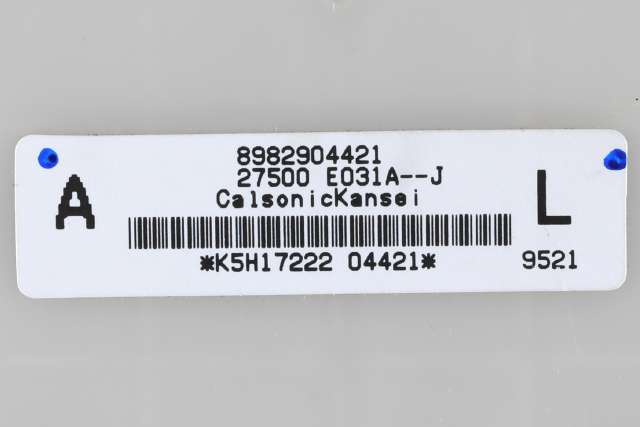 8982904421
27500 E031A--J
A
CalsonicKansei
L
*K5H17222 04421*
9521